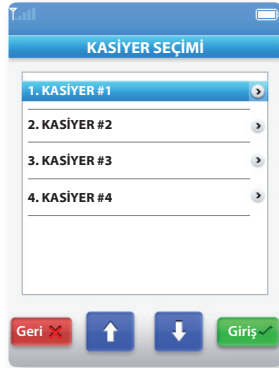 KASİYER SEÇİMİ
1. KASİYER #1
2. KASİYER #2
3. KASİYER #3
4. KASİYER #4
Geri Giriş